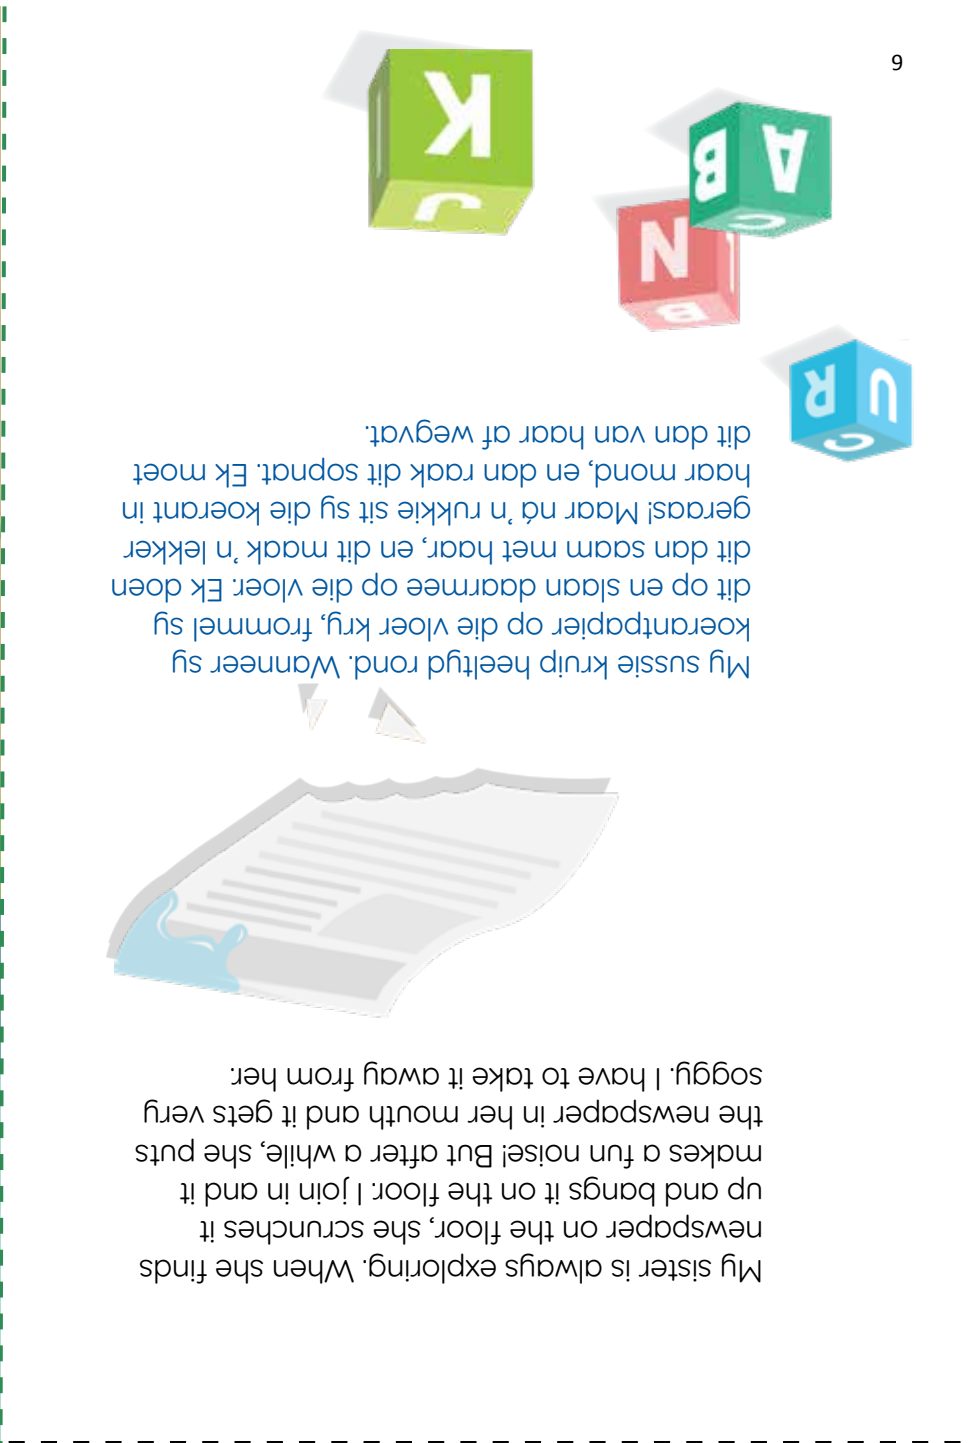 My sister is always exploring. When she finds
newspaper on the floor, she scrunches it
up and bangs it on the floor. I join in and it
makes a fun noise! But after a while, she puts
the newspaper in her mouth and it gets very
soggy. I have to take it away from her.
My sussie kruip heeltyd rond. Wanneer sy
koerantpapier op die vloer kry, frommel sy
dit op en slaan daarmee op die vloer. Ek doen
dit dan saam met haar, en dit maak 'n lekker
geraas! Maar ná 'n rukkie sit sy die koerant in
haar mond, en dan raak dit sopnat. Ek moet
dit dan van haar af wegvat.
C
U R
B
N
C
A B
J
K
6